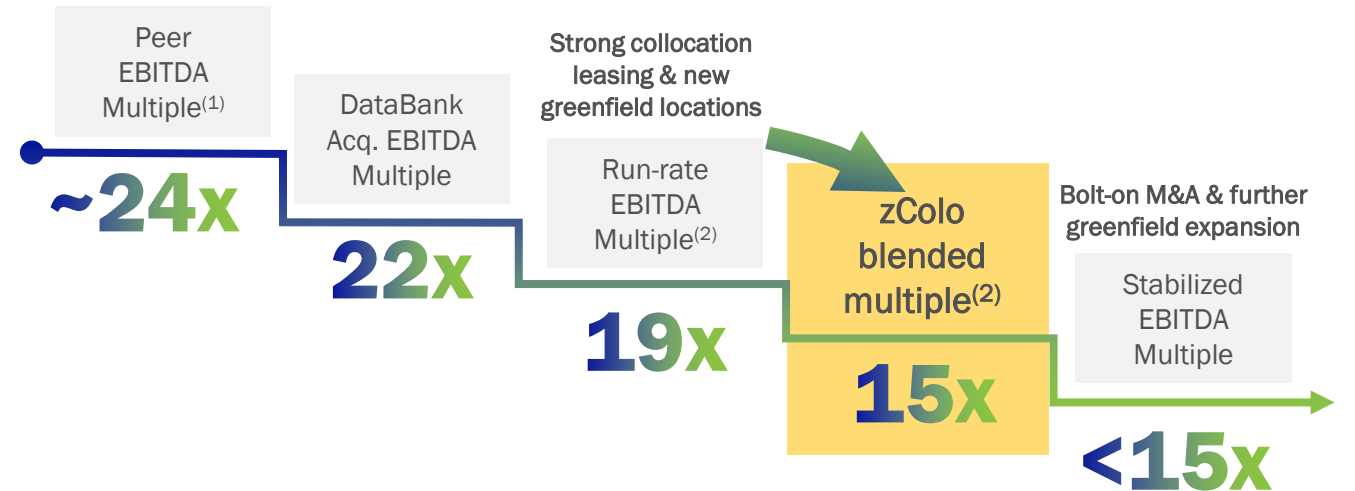 Peer
EBITDA
Multiple(1)
~24x
DataBank
Acq. EBITDA
Multiple
22x
Strong collocation
leasing & new
greenfield locations
Run-rate
EBITDA
Multiple(2)
19x
zColo
blended
multiple(2)
15x
Bolt-on M&A & further
greenfield expansion
Stabilized
EBITDA
Multiple
<15x